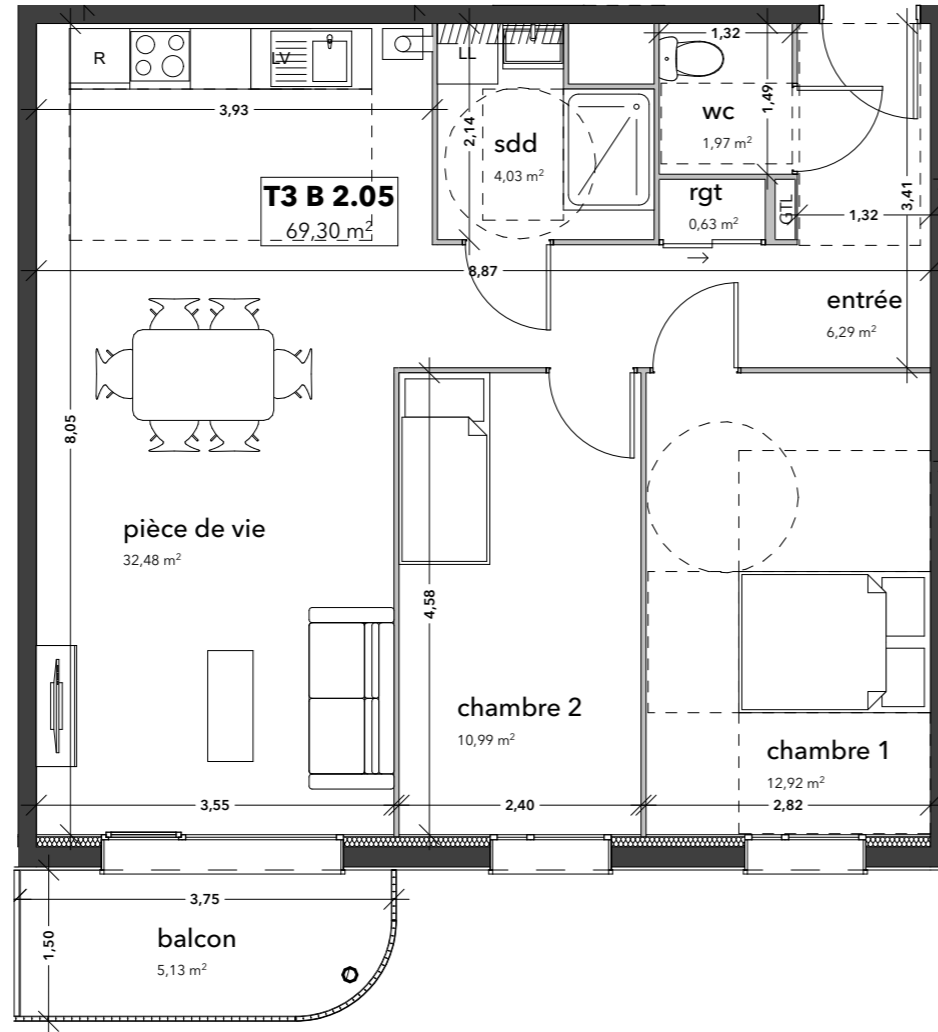 R
LV
LL
1,32
3,93
2,14
sdd
4,03 m²
wc
1,97 m²
1,49
3,41
T3 B 2.05
69,30 m²
rgt
0,63 m²
GTL
1,32
8,87
entrée
6,29 m²
8,05
pièce de vie
32,48 m²
4,58
chambre 2
10,99 m²
chambre 1
12,92 m²
3,55
2,40
2,82
3,75
1,50
balcon
5,13 m²